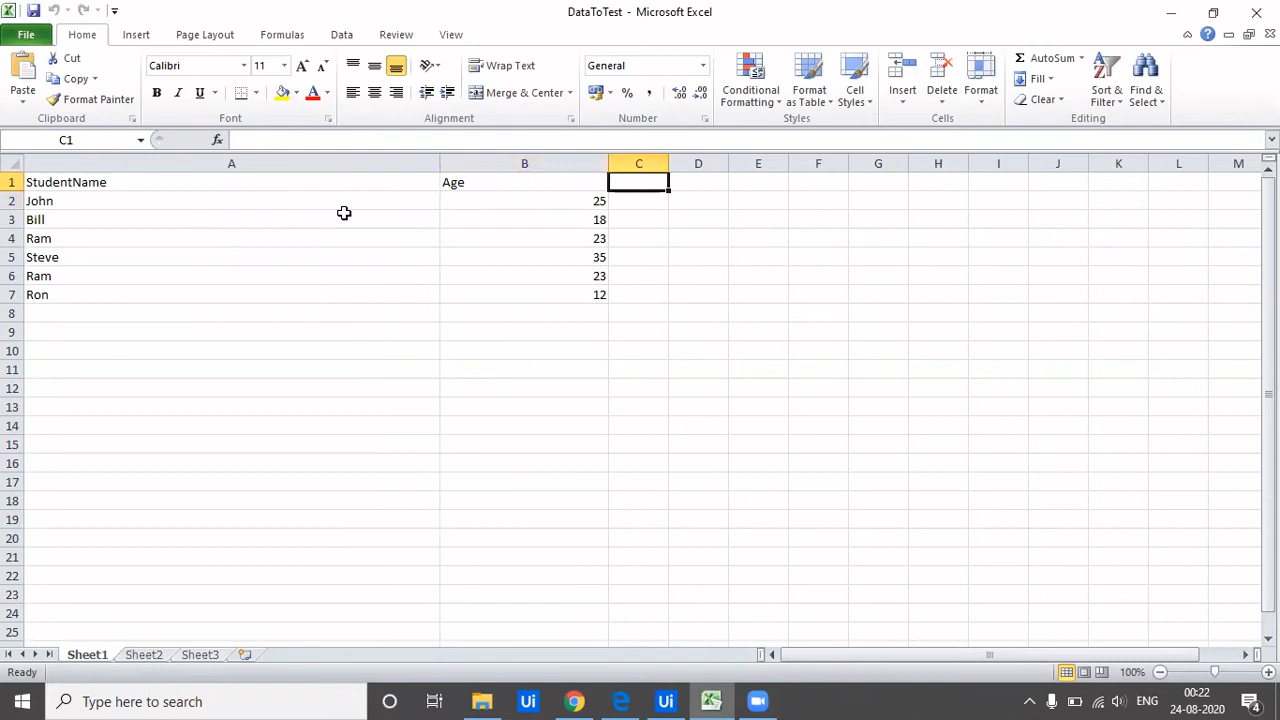 DataToTest - Microsoft Excel
File Home Insert Page Layout Formulas Data Review View
Paste
Cut
Copy
Format Painter
Clipboard
Calibri 11
B I U
Font
Wrap Text
Merge & Center
Alignment
General
% ,
Number
Conditional Formatting
Format as Table
Cell Styles
Styles
Insert
Delete
Format
Cells
Σ AutoSum
Fill
Clear
Sort & Filter
Find & Select
Editing
C1 fx
A B C D E F G H I J K L M
1 StudentName Age
2 John 25
3 Bill 18
4 Ram 23
5 Steve 35
6 Ram 23
7 Ron 12
8
9
10
11
12
13
14
15
16
17
18
19
20
21
22
23
24
25
Sheet1 Sheet2 Sheet3
Ready 100%
Type here to search
Ui
Ui
ENG
00:22
24-08-2020
4